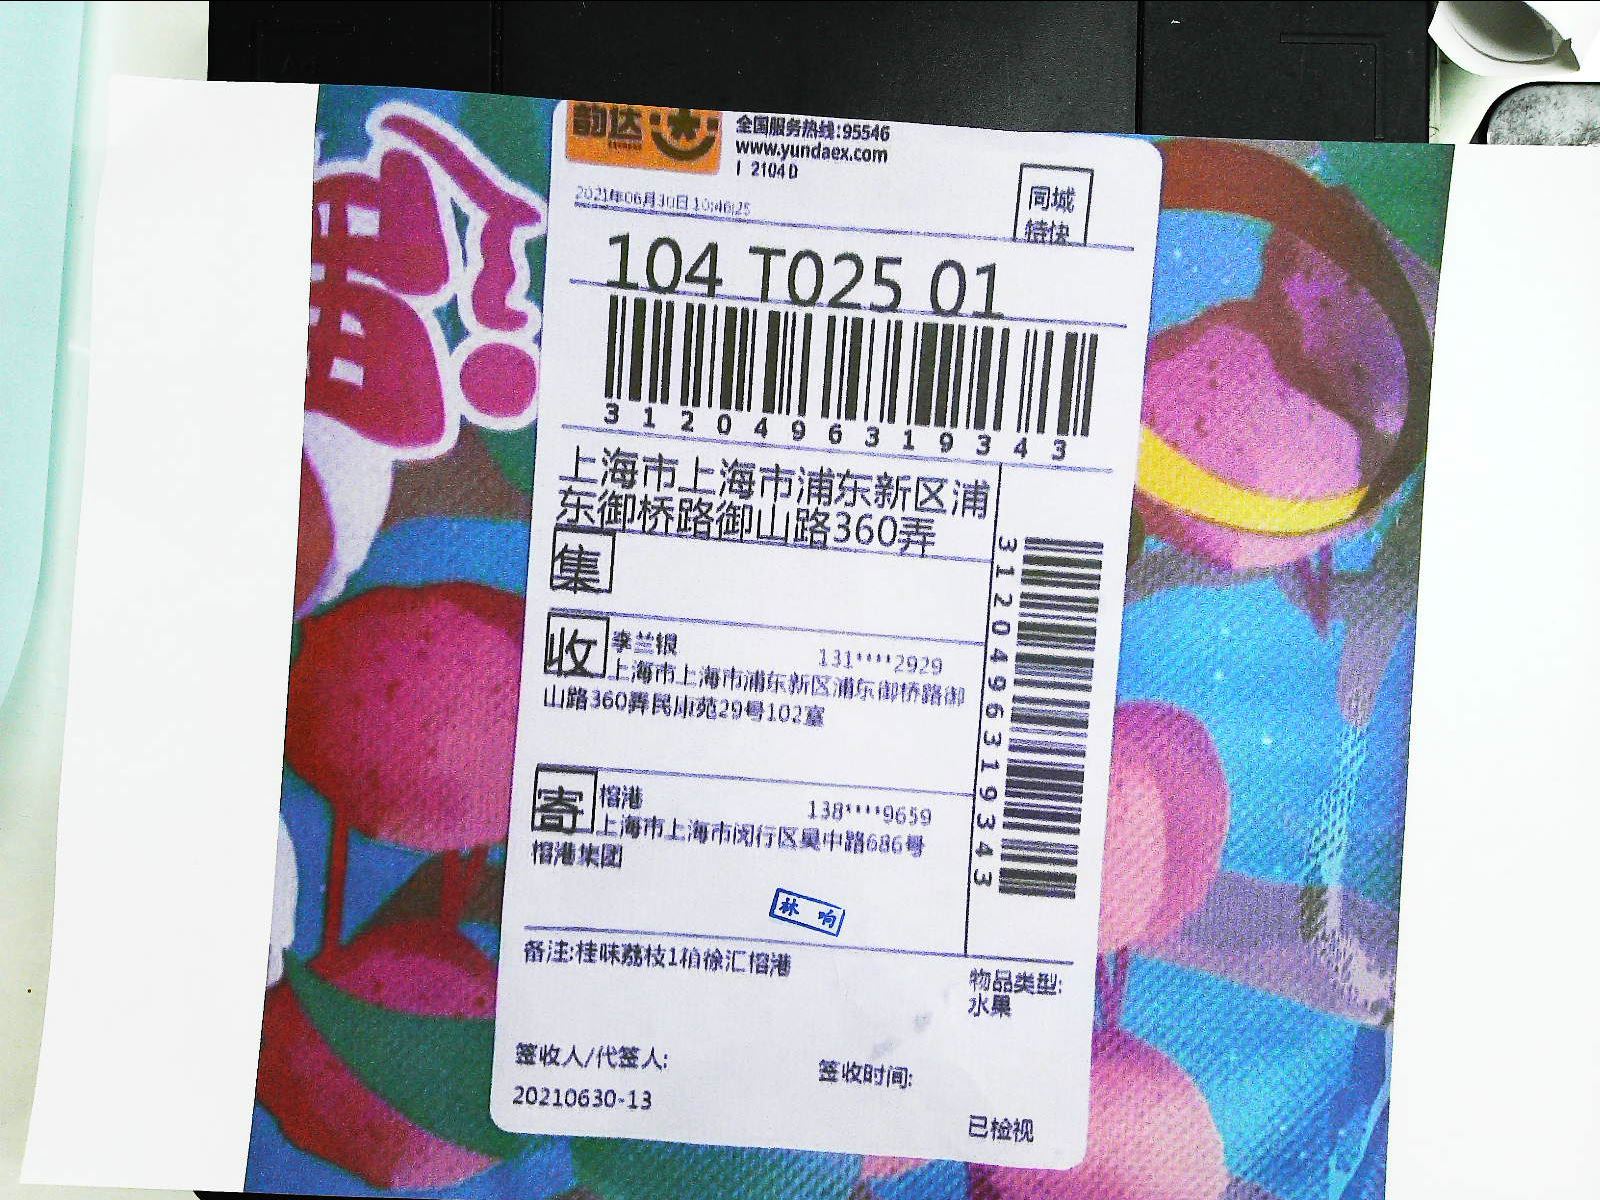 韵达
全国服务热线:95546
www.yundaex.com
2104D
2021年06月30日 10:46:25
同城
特快
104 T025 01
3120496319343
上海市上海市浦东新区浦
东御桥路御山路360弄
集
收
李兰银
131****2929
上海市上海市浦东新区浦东御桥路御
山路360弄民康苑29号102室
寄
榕港
138****9659
上海市上海市闵行区吴中路686号
榕港集团
林 响
备注:桂味荔枝1箱徐汇榕港
物品类型:
水果
签收人/代签人:
签收时间:
20210630-13
已检视
3120496319343